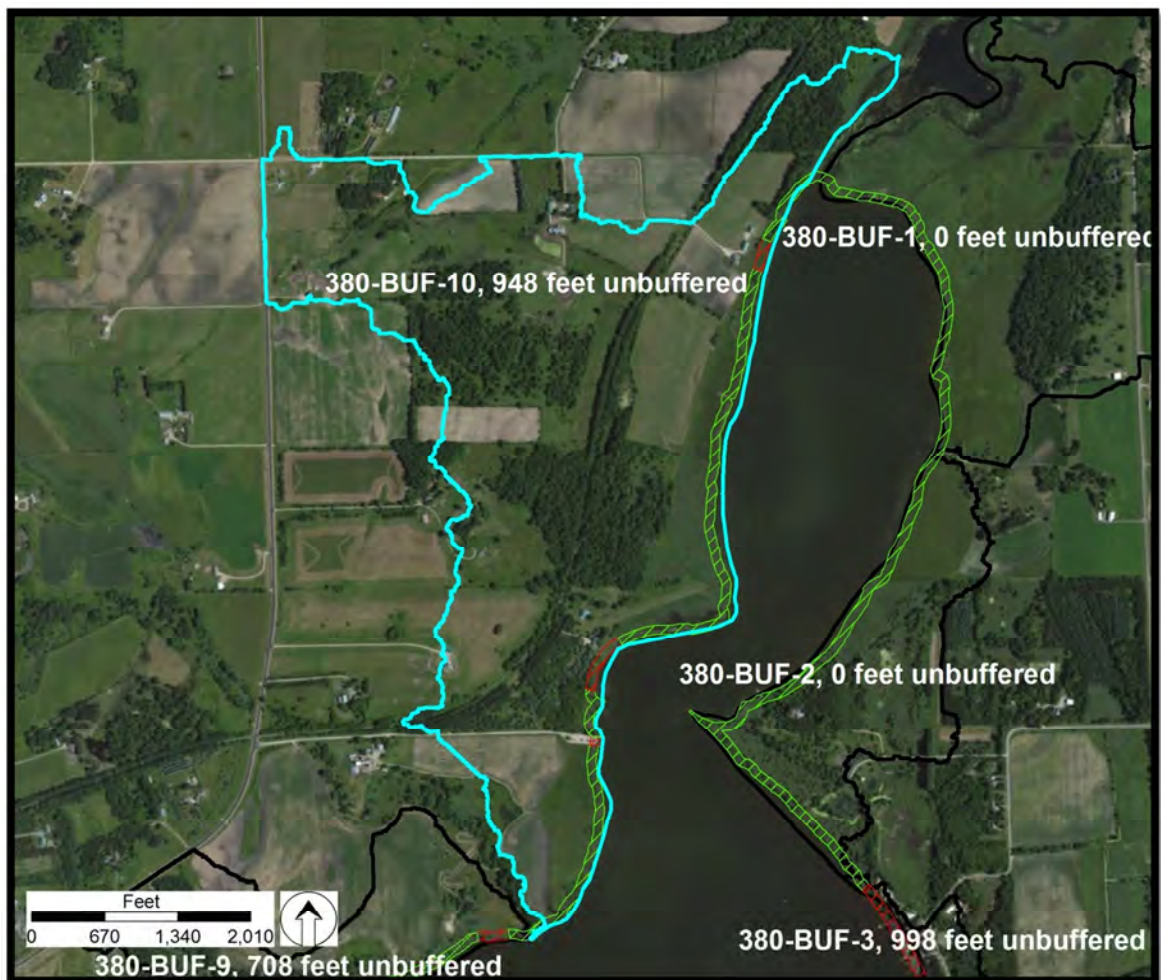 380-BUF-1, 0 feet unbuffered
380-BUF-10, 948 feet unbuffered
380-BUF-2, 0 feet unbuffered
Feet
0 670 1,340 2,010
380-BUF-3, 998 feet unbuffered
380-BUF-9, 708 feet unbuffered